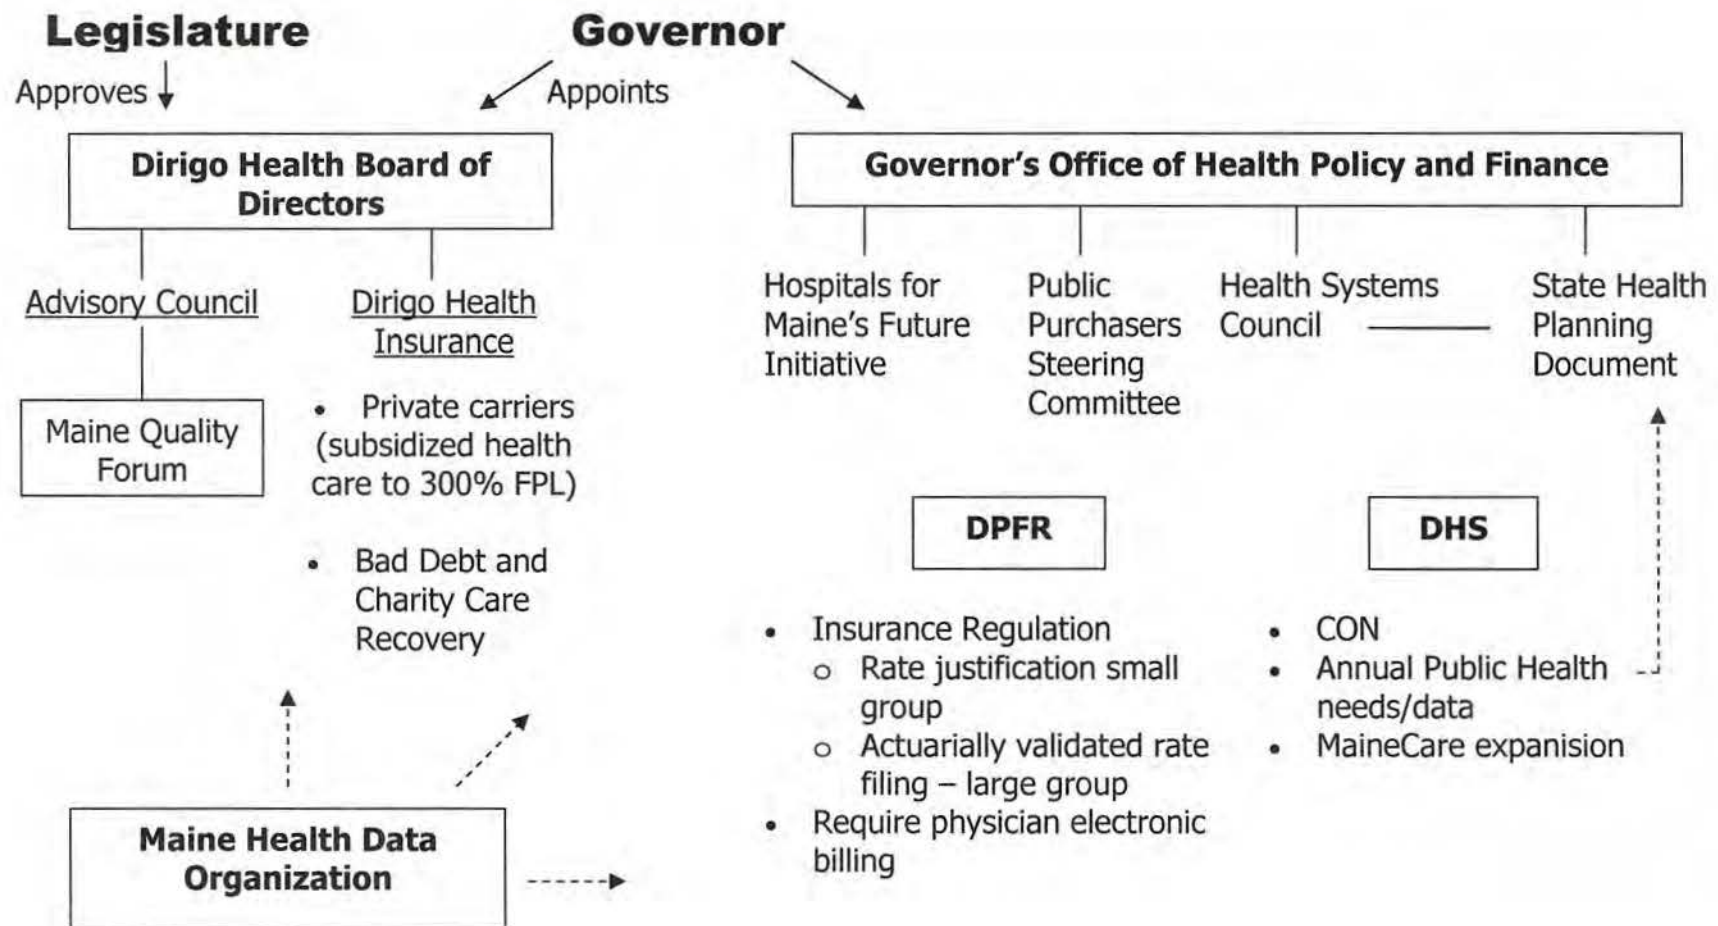 Legislature
Governor
Approves
Appoints
Dirigo Health Board of
Directors
Governor's Office of Health Policy and Finance
Advisory Council
Dirigo Health
Insurance
Hospitals for
Maine's Future
Initiative
Public
Purchasers
Steering
Committee
Health Systems
Council
State Health
Planning
Document
Maine Quality
Forum
• Private carriers
(subsidized health
care to 300% FPL)
• Bad Debt and
Charity Care
Recovery
DPFR
DHS
• Insurance Regulation
o Rate justification small
group
o Actuarially validated rate
filing – large group
• Require physician electronic
billing
• CON
• Annual Public Health
needs/data
• MaineCare expanision
Maine Health Data
Organization